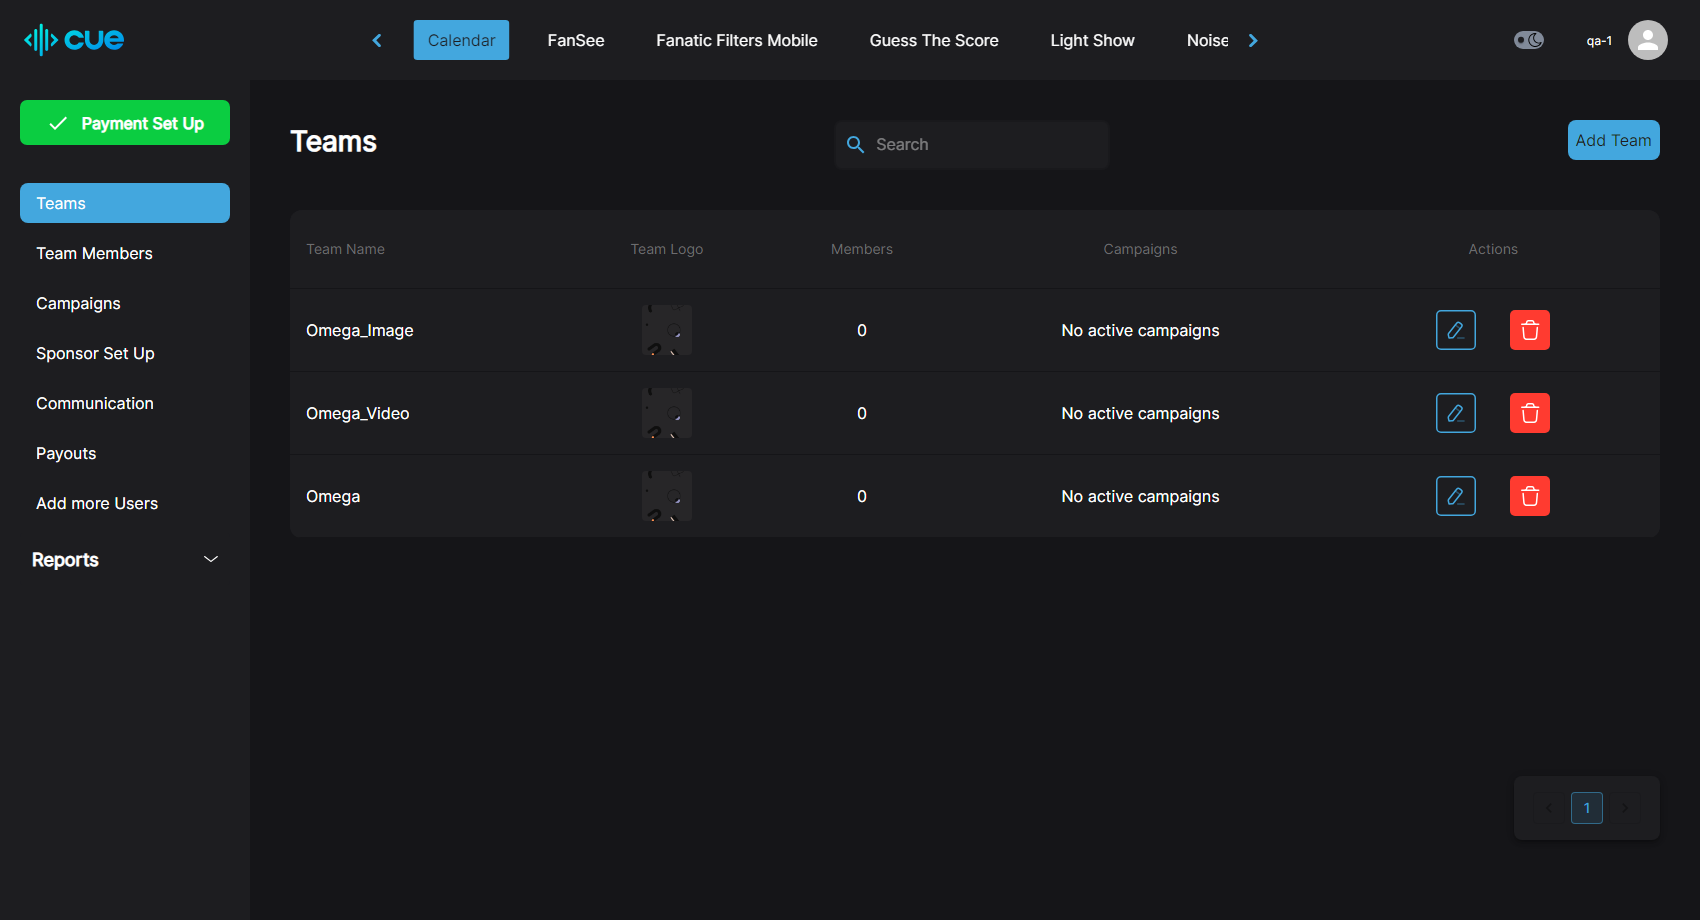 cue
Calendar
FanSee
Fanatic Filters Mobile
Guess The Score
Light Show
Noise
qa-1
Payment Set Up
Teams
Team Members
Campaigns
Sponsor Set Up
Communication
Payouts
Add more Users
Reports
Teams
Search
Add Team
Team Name Team Logo Members Campaigns Actions
Omega_Image 0 No active campaigns
Omega_Video 0 No active campaigns
Omega 0 No active campaigns
1